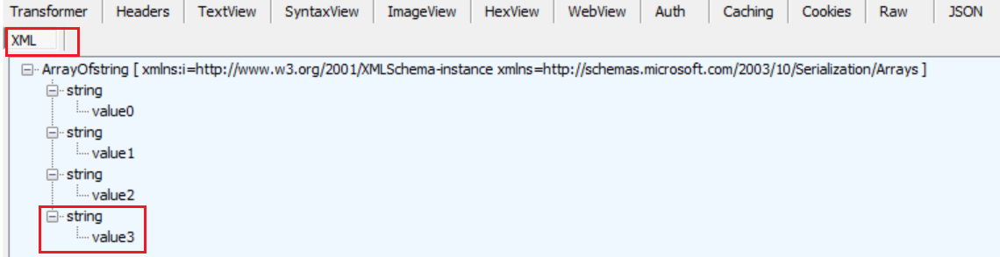 Transformer Headers TextView SyntaxView ImageView HexView WebView Auth Caching Cookies Raw JSON
XML
ArrayOfstring [ xmlns:i=http://www.w3.org/2001/XMLSchema-instance xmlns=http://schemas.microsoft.com/2003/10/Serialization/Arrays ]
string
value0
string
value1
string
value2
string
value3